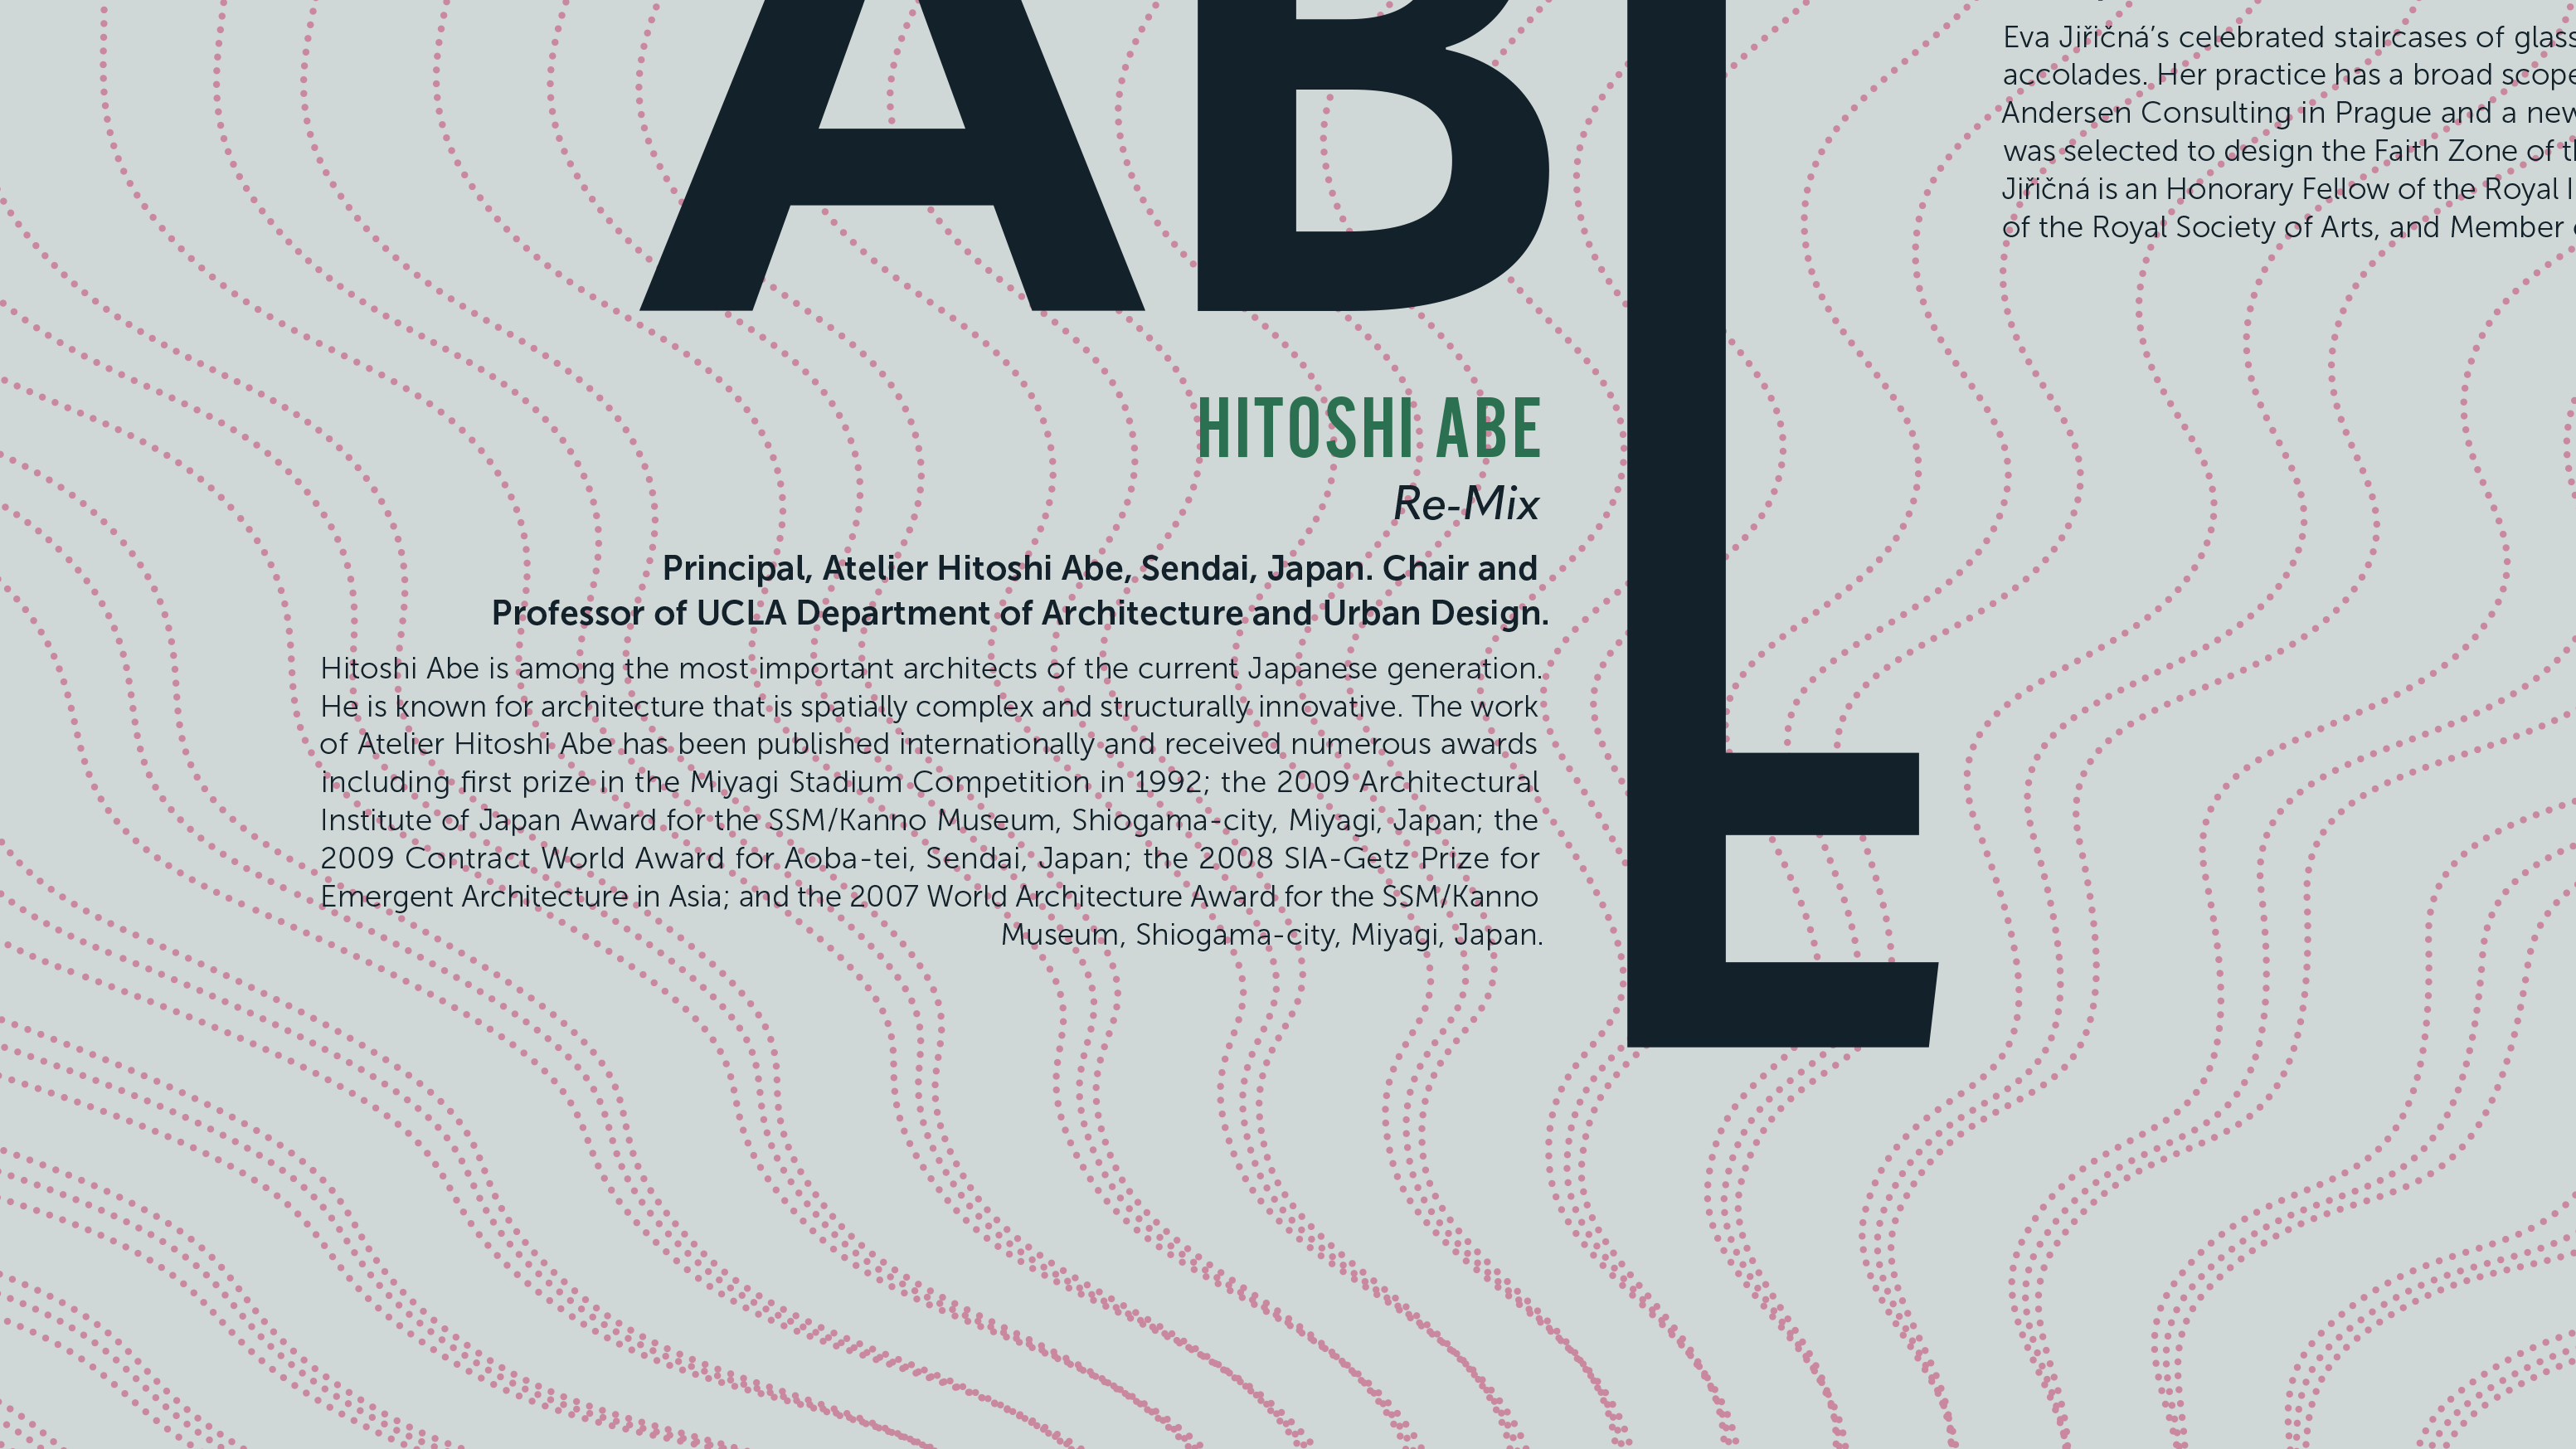 ABE
HITOSHI ABE
Re-Mix
Principal, Atelier Hitoshi Abe, Sendai, Japan. Chair and
Professor of UCLA Department of Architecture and Urban Design.
Hitoshi Abe is among the most important architects of the current Japanese generation.
He is known for architecture that is spatially complex and structurally innovative. The work
of Atelier Hitoshi Abe has been published internationally and received numerous awards
including first prize in the Miyagi Stadium Competition in 1992; the 2009 Architectural
Institute of Japan Award for the SSM/Kanno Museum, Shiogama-city, Miyagi, Japan; the
2009 Contract World Award for Aoba-tei, Sendai, Japan; the 2008 SIA-Getz Prize for
Emergent Architecture in Asia; and the 2007 World Architecture Award for the SSM/Kanno
Museum, Shiogama-city, Miyagi, Japan.
Eva Jiřičná’s celebrated staircases of glass
accolades. Her practice has a broad scope
Andersen Consulting in Prague and a new
was selected to design the Faith Zone of
Jiřičná is an Honorary Fellow of the Royal
of the Royal Society of Arts, and Member